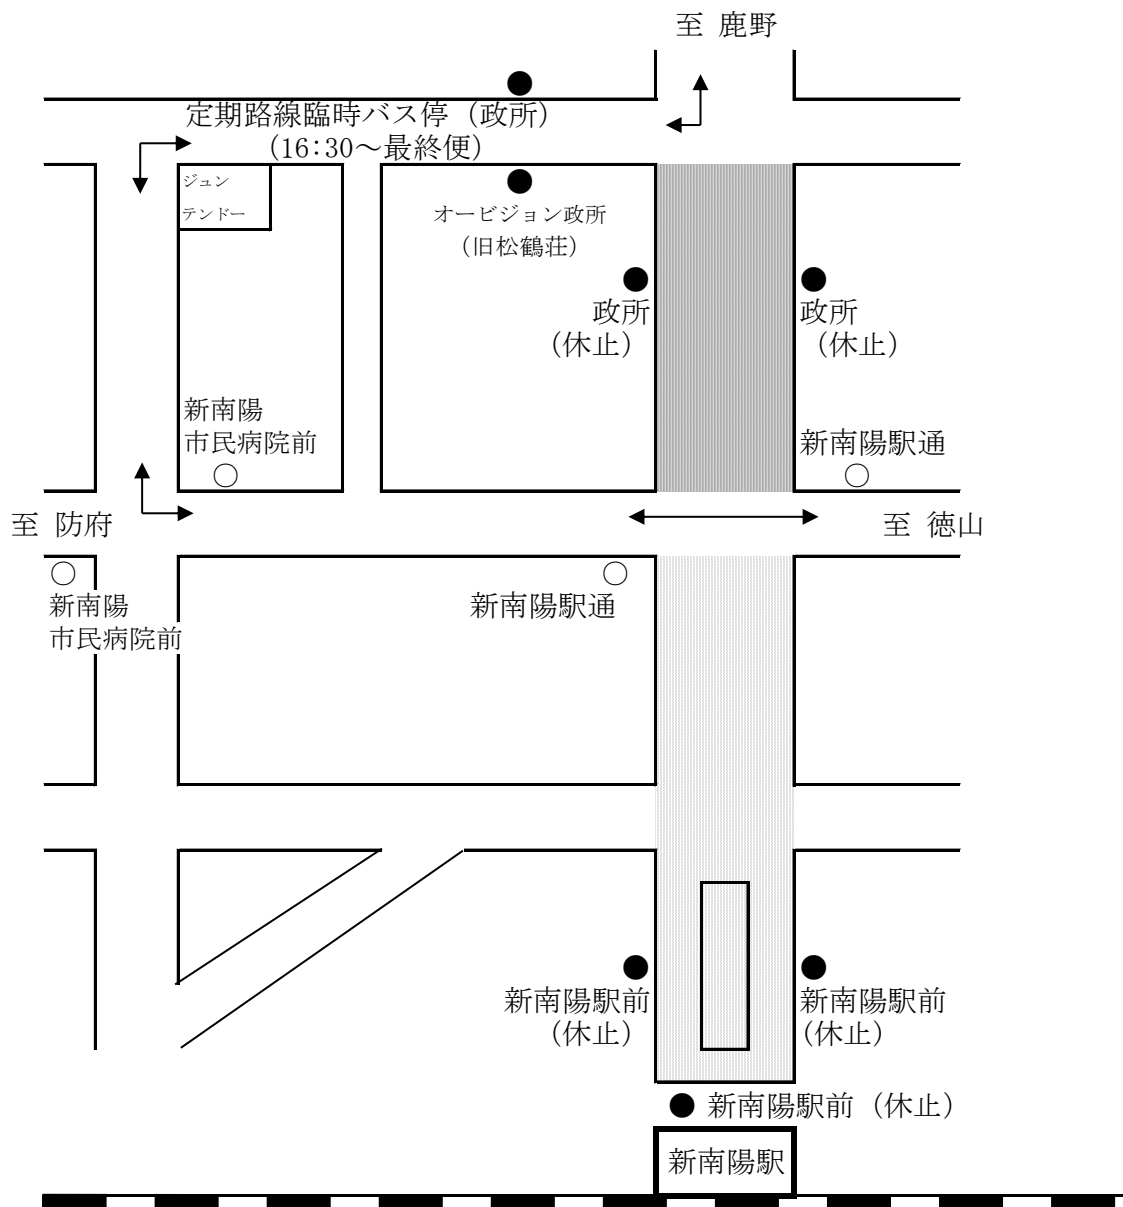 至 鹿野
定期路線臨時バス停（政所）
（16:30～最終便）
ジュン
テンドー
オービジョン政所
（旧松鶴荘）
政所
（休止）
政所
（休止）
新南陽
市民病院前
新南陽駅通
至 防府
至 徳山
新南陽
市民病院前
新南陽駅通
新南陽駅前
（休止）
新南陽駅前
（休止）
新南陽駅前（休止）
新南陽駅